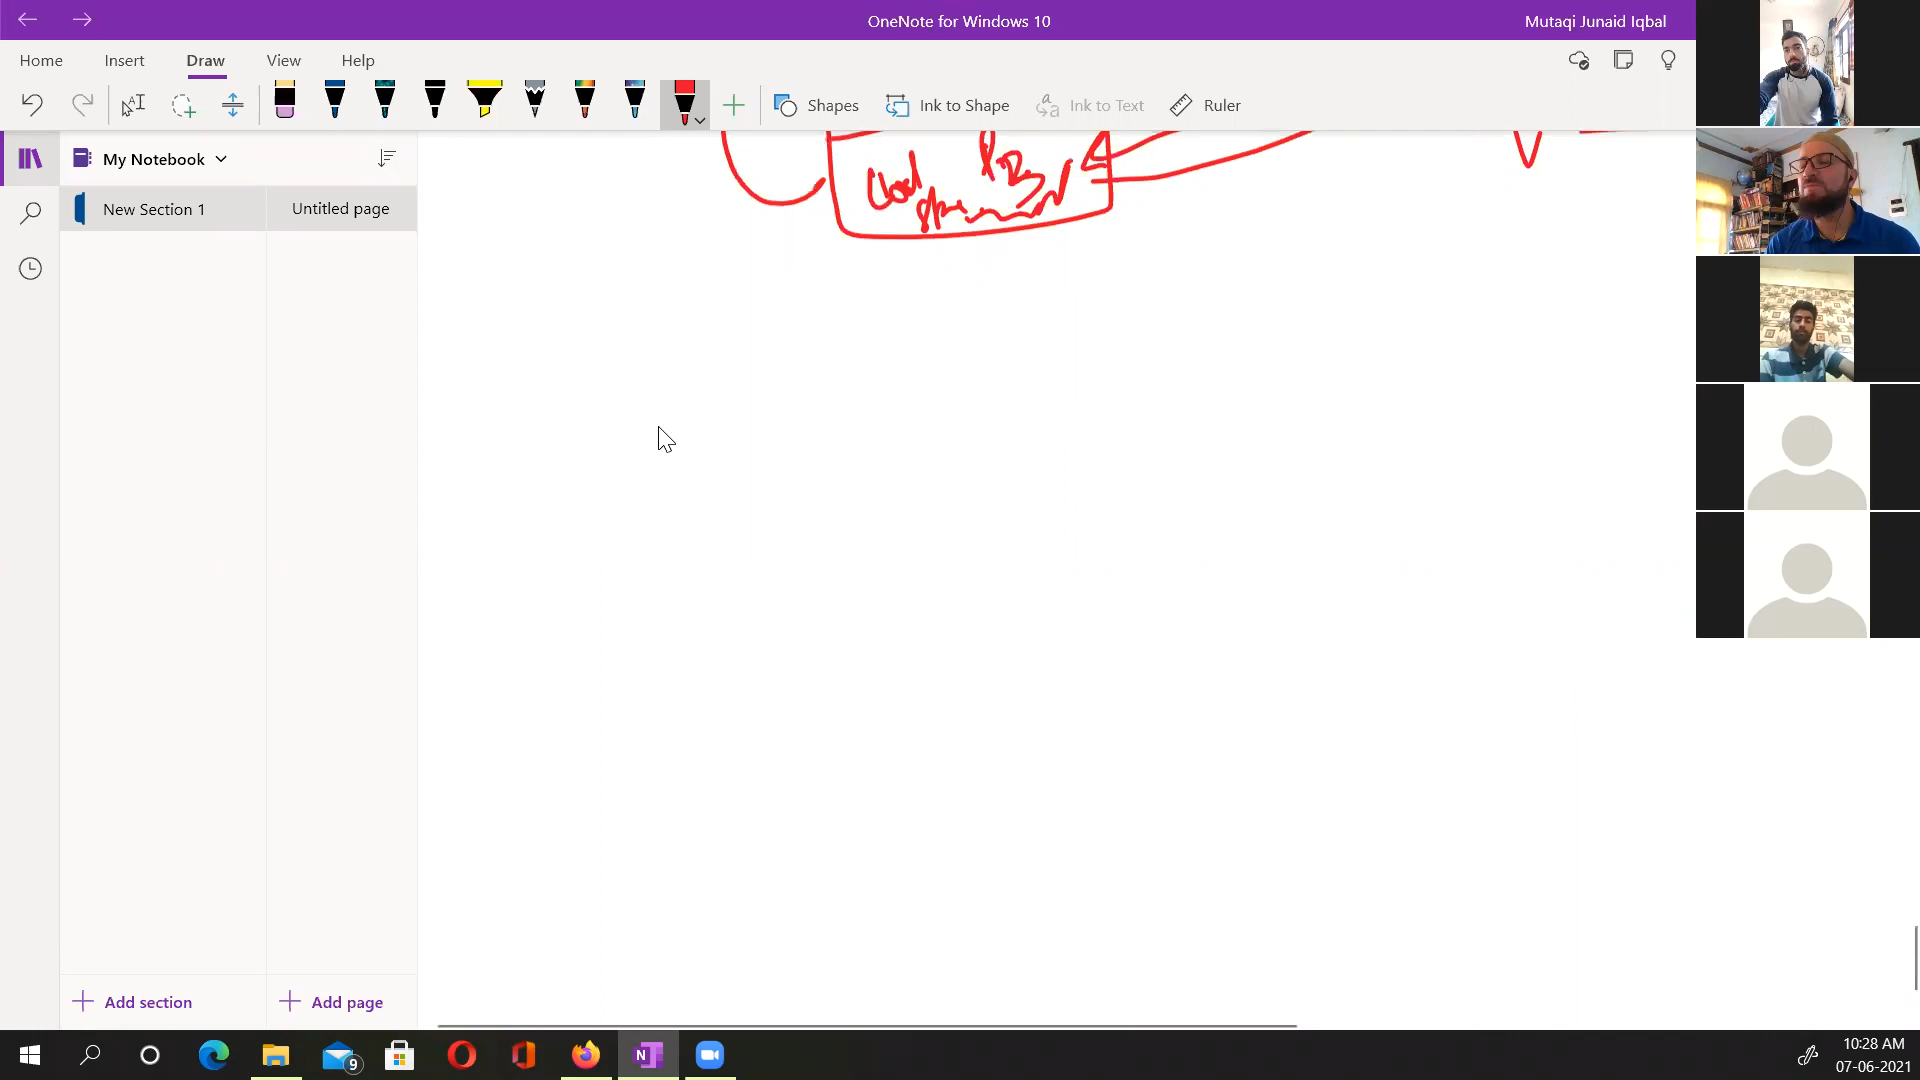 OneNote for Windows 10
Mutaqi Junaid Iqbal
Home Insert Draw View Help
Shapes Ink to Shape Ink to Text Ruler
My Notebook
New Section 1
Untitled page
Add section
Add page
9
N
10:28 AM
07-06-2021